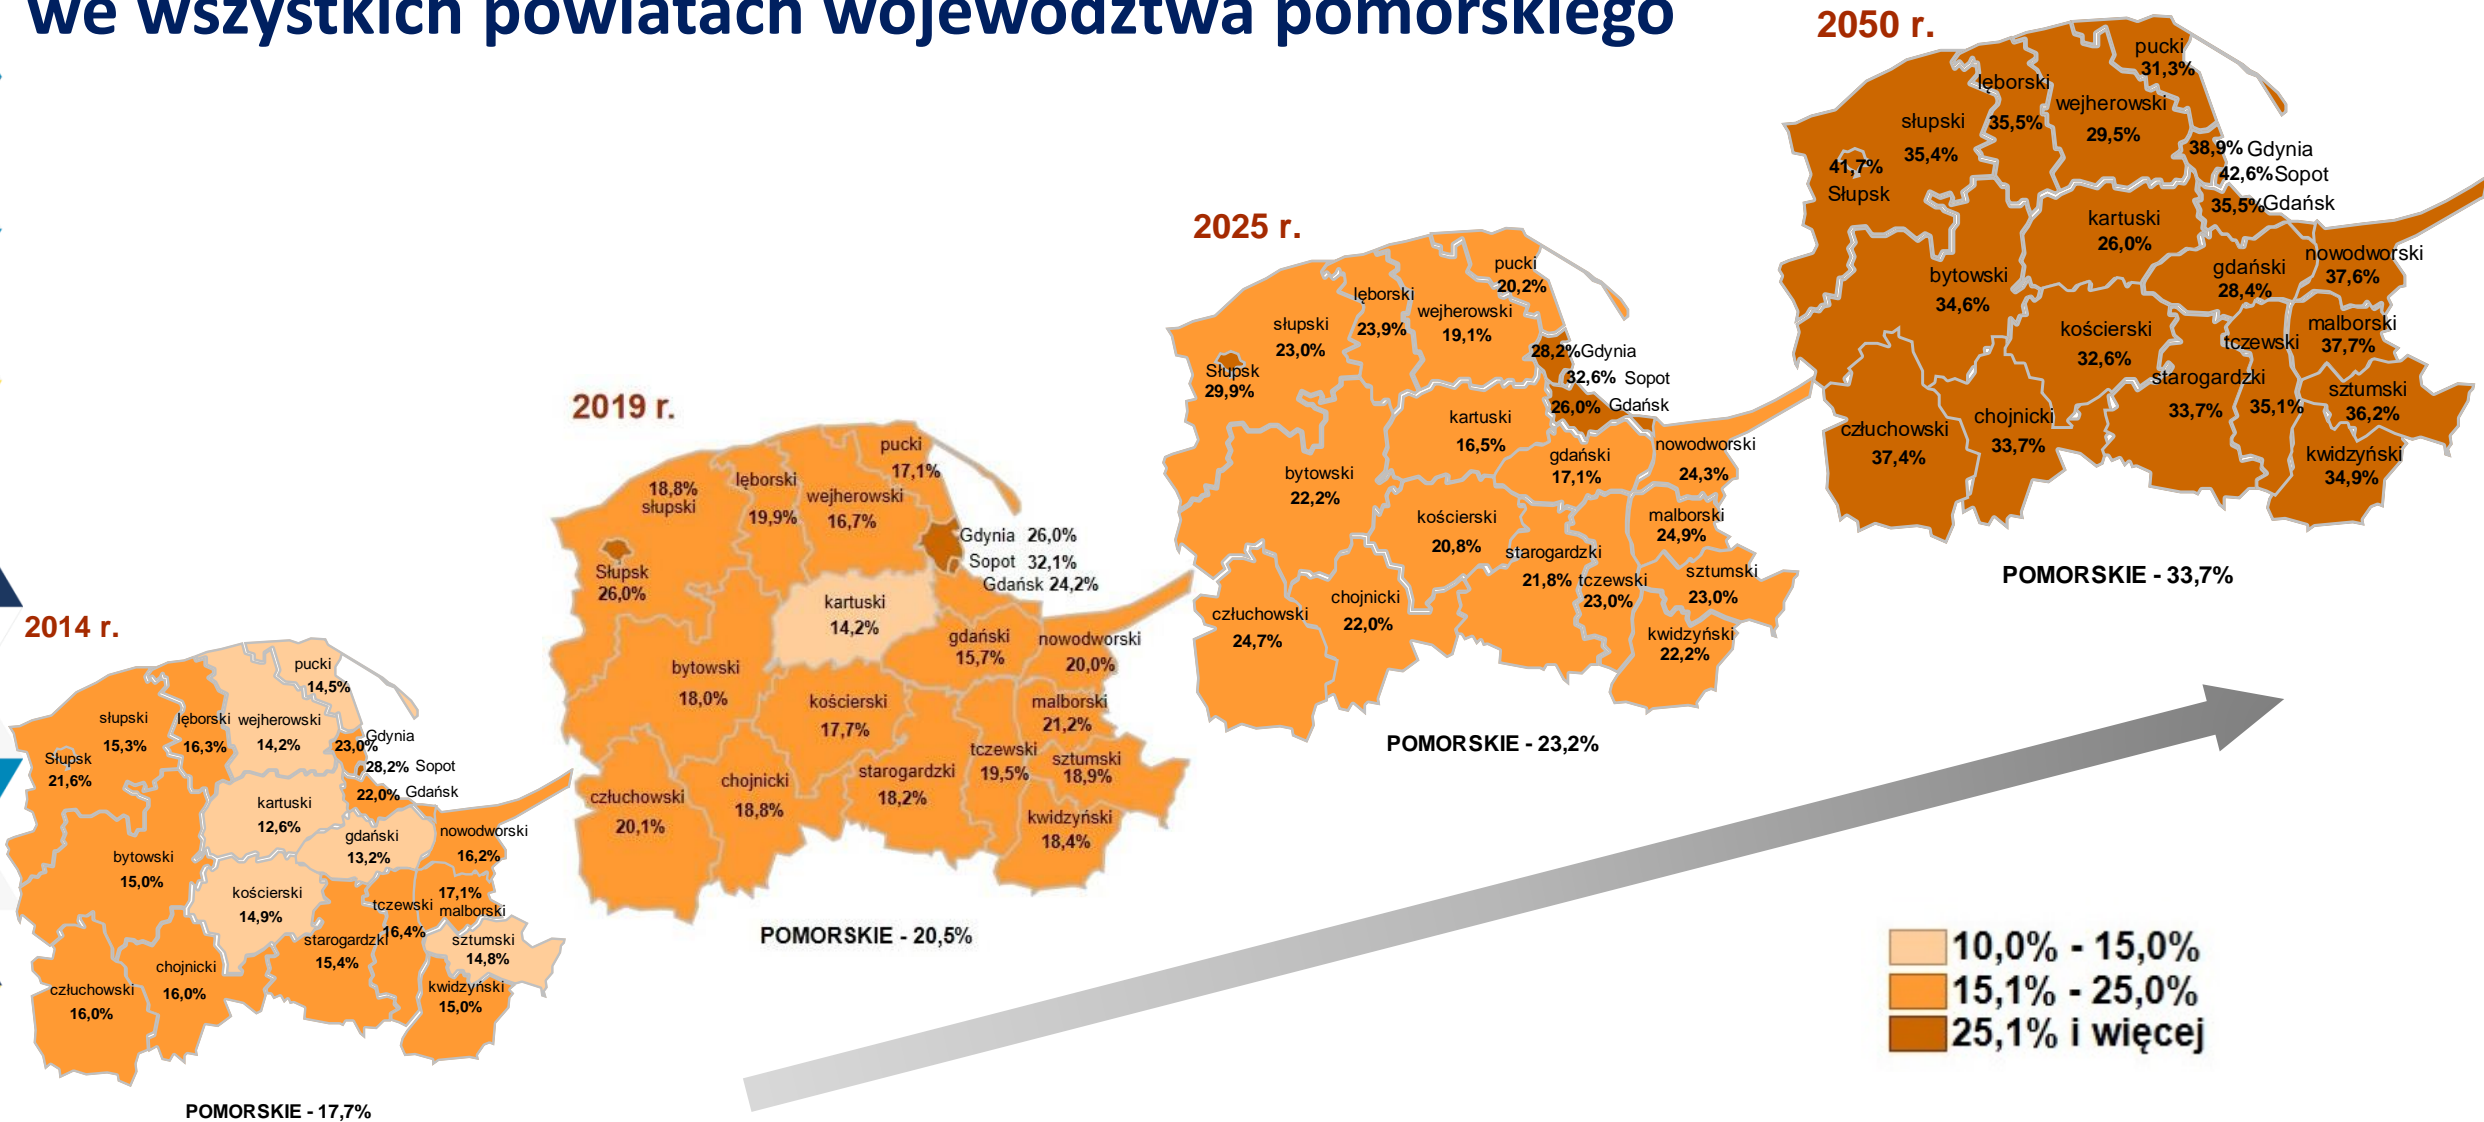 we wszystkich powiatach województwa pomorskiego
2014 r.
pucki
14,5%
słupski
15,3%
lęborski
16,3%
wejherowski
14,2%
Gdynia
23,0%
Słupsk
21,6%
28,2% Sopot
22,0% Gdańsk
kartuski
12,6%
gdański
13,2%
nowodworski
16,2%
bytowski
15,0%
kościerski
14,9%
17,1%
malborski
tczewski
16,4%
starogardzki
15,4%
sztumski
14,8%
chojnicki
16,0%
człuchowski
16,0%
kwidzyński
15,0%
POMORSKIE - 17,7%
2019 r.
pucki
17,1%
18,8%
słupski
lęborski
19,9%
wejherowski
16,7%
Gdynia 26,0%
Sopot 32,1%
Gdańsk 24,2%
Słupsk
26,0%
kartuski
14,2%
gdański
15,7%
nowodworski
20,0%
bytowski
18,0%
kościerski
17,7%
malborski
21,2%
tczewski
19,5%
sztumski
18,9%
starogardzki
18,2%
chojnicki
18,8%
człuchowski
20,1%
kwidzyński
18,4%
POMORSKIE - 20,5%
2025 r.
pucki
20,2%
lęborski
23,9%
wejherowski
19,1%
słupski
23,0%
28,2% Gdynia
32,6% Sopot
26,0% Gdańsk
Słupsk
29,9%
kartuski
16,5%
gdański
17,1%
nowodworski
24,3%
bytowski
22,2%
kościerski
20,8%
malborski
24,9%
starogardzki
21,8%
tczewski
23,0%
sztumski
23,0%
chojnicki
22,0%
człuchowski
24,7%
kwidzyński
22,2%
POMORSKIE - 23,2%
2050 r.
pucki
31,3%
lęborski
35,5%
wejherowski
29,5%
słupski
35,4%
38,9% Gdynia
42,6% Sopot
35,5% Gdańsk
41,7%
Słupsk
kartuski
26,0%
gdański
28,4%
nowodworski
37,6%
bytowski
34,6%
kościerski
32,6%
malborski
37,7%
tczewski
35,1%
starogardzki
33,7%
sztumski
36,2%
chojnicki
33,7%
człuchowski
37,4%
kwidzyński
34,9%
POMORSKIE - 33,7%
10,0% - 15,0%
15,1% - 25,0%
25,1% i więcej